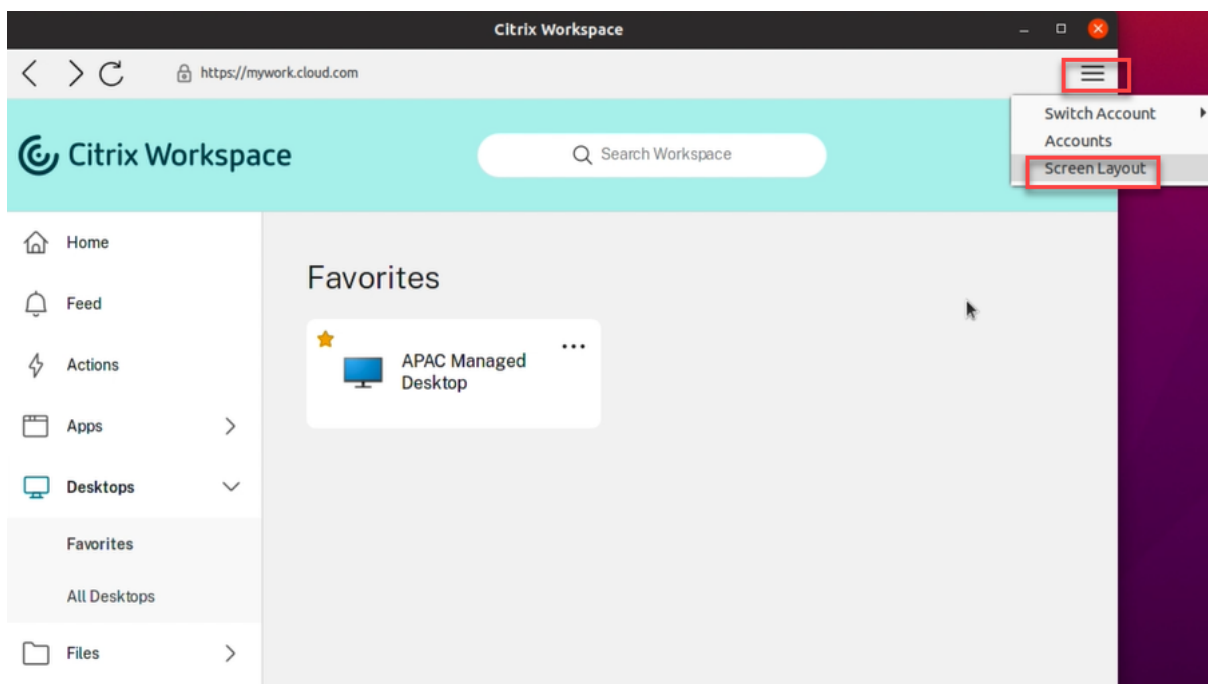 Citrix Workspace
https://mywork.cloud.com
Switch Account
Accounts
Screen Layout
Citrix Workspace
Search Workspace
Home
Feed
Actions
Apps
Desktops
Favorites
All Desktops
Files
Favorites
APAC Managed
Desktop